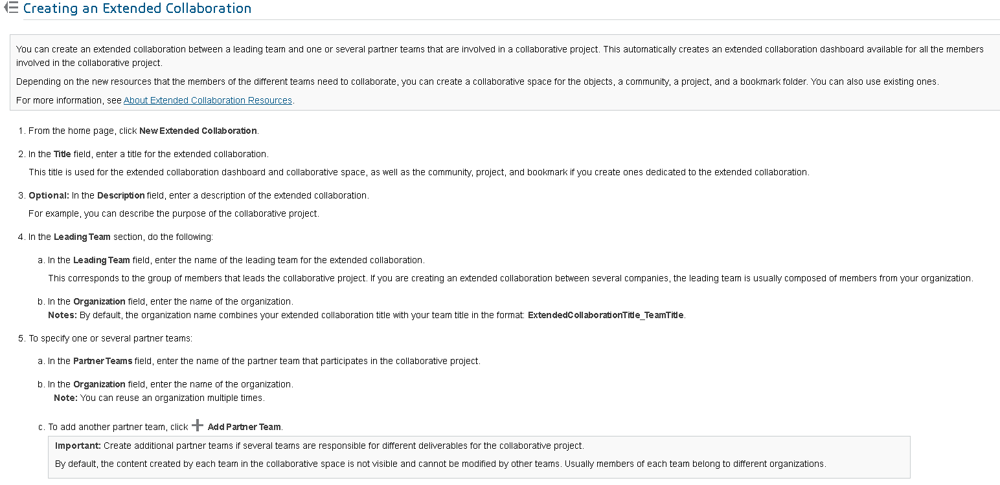 Creating an Extended Collaboration
You can create an extended collaboration between a leading team and one or several partner teams that are involved in a collaborative project. This automatically creates an extended collaboration dashboard available for all the members
involved in the collaborative project.
Depending on the new resources that the members of the different teams need to collaborate, you can create a collaborative space for the objects, a community, a project, and a bookmark folder. You can also use existing ones.
For more information, see About Extended Collaboration Resources.
1. From the home page, click New Extended Collaboration.
2. In the Title field, enter a title for the extended collaboration.
This title is used for the extended collaboration dashboard and collaborative space, as well as the community, project, and bookmark if you create ones dedicated to the extended collaboration.
3. Optional: In the Description field, enter a description of the extended collaboration.
For example, you can describe the purpose of the collaborative project.
4. In the Leading Team section, do the following:
a. In the Leading Team field, enter the name of the leading team for the extended collaboration.
This corresponds to the group of members that leads the collaborative project. If you are creating an extended collaboration between several companies, the leading team is usually composed of members from your organization.
b. In the Organization field, enter the name of the organization.
Notes: By default, the organization name combines your extended collaboration title with your team title in the format: ExtendedCollaborationTitle_TeamTitle.
5. To specify one or several partner teams:
a. In the Partner Teams field, enter the name of the partner team that participates in the collaborative project.
b. In the Organization field, enter the name of the organization.
Note: You can reuse an organization multiple times.
c. To add another partner team, click Add Partner Team.
Important: Create additional partner teams if several teams are responsible for different deliverables for the collaborative project.
By default, the content created by each team in the collaborative space is not visible and cannot be modified by other teams. Usually members of each team belong to different organizations.